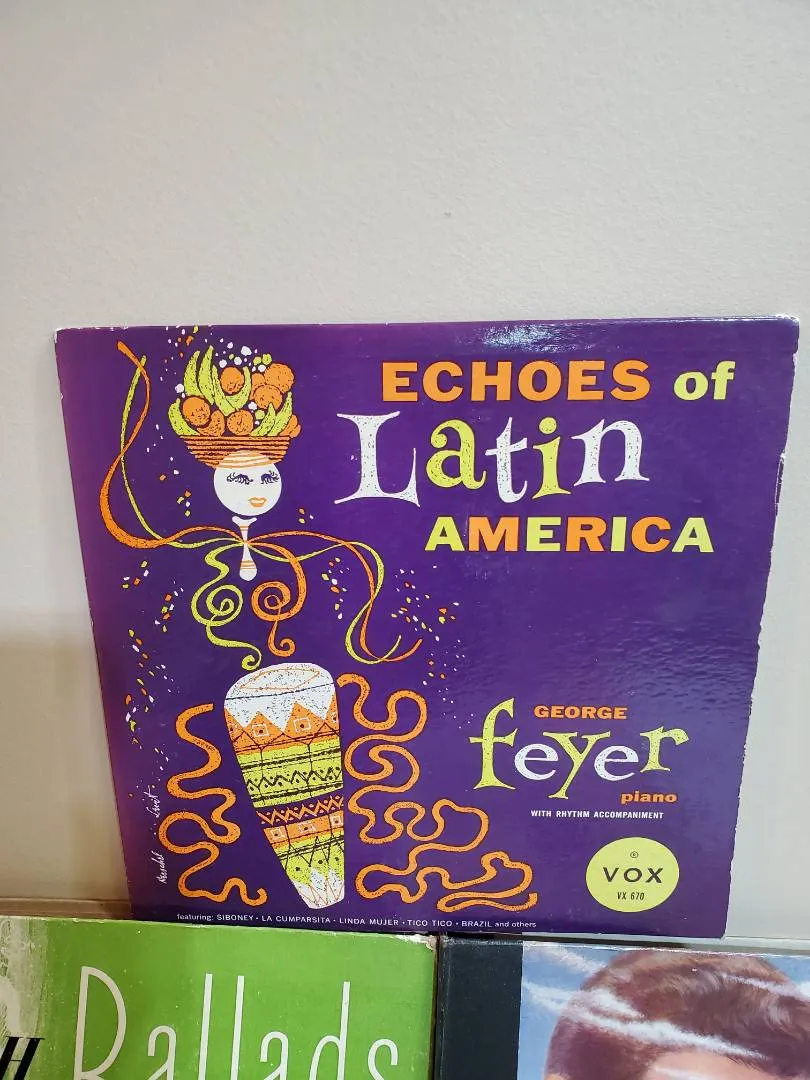 ECHOES of
Latin
AMERICA
GEORGE
feyer
piano
WITH RHYTHM ACCOMPANIMENT
®
VOX
VX 670
featuring: SIBONEY • LA CUMPARSITA • LINDA MUJER • TICO TICO • BRAZIL and others
Ballads